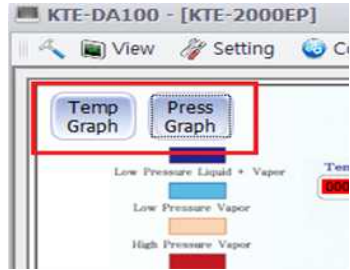 KTE-DA100 - [KTE-2000EP]
View Setting
Temp Graph
Press Graph
Low Pressure Liquid + Vapor
Low Pressure Vapor
High Pressure Vapor